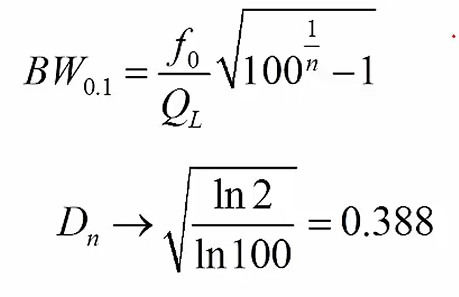 BW_{0.1} = \frac{f_0}{Q_L} \sqrt{100^{\frac{1}{n}} - 1}
D_n \rightarrow \sqrt{\frac{\ln 2}{\ln 100}} = 0.388